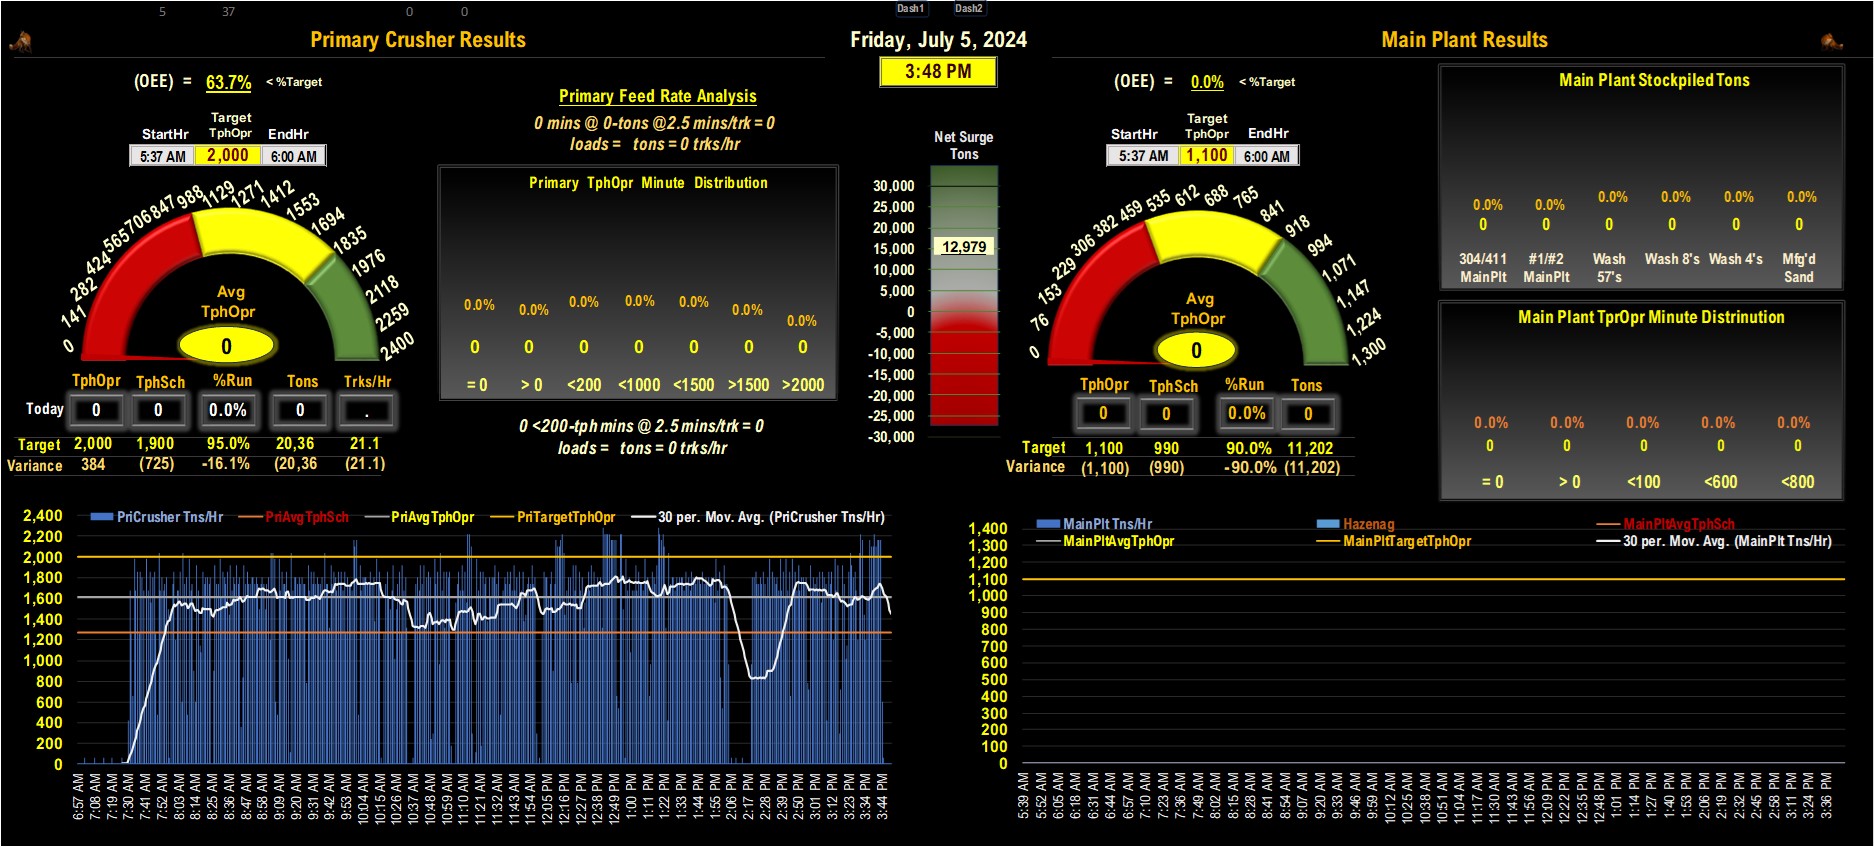 5 37 0 0 Dash1 Dash2
Primary Crusher Results
Friday, July 5, 2024
Main Plant Results
3:48 PM
(OEE) = 63.7% < %Target
StartHr Target TphOpr EndHr
5:37 AM 2,000 6:00 AM
0 141 282 424 565 706 847 988 1129 1271 1412 1553 1694 1835 1976 2118 2259 2400
Avg
TphOpr
0
TphOpr TphSch %Run Tons Trks/Hr
Today 0 0 0.0% 0 .
Target 2,000 1,900 95.0% 20,36 21.1
Variance 384 (725) -16.1% (20,36 (21.1)
Primary Feed Rate Analysis
0 mins @ 0-tons @2.5 mins/trk = 0
loads = tons = 0 trks/hr
Primary TphOpr Minute Distribution
0.0% 0.0% 0.0% 0.0% 0.0% 0.0% 0.0%
0 0 0 0 0 0 0
= 0 > 0 <200 <1000 <1500 >1500 >2000
0 <200-tph mins @ 2.5 mins/trk = 0
loads = tons = 0 trks/hr
Net Surge
Tons
30,000
25,000
20,000
15,000
12,979
10,000
5,000
0
-5,000
-10,000
-15,000
-20,000
-25,000
-30,000
(OEE) = 0.0% < %Target
StartHr Target TphOpr EndHr
5:37 AM 1,100 6:00 AM
0 76 153 229 306 382 459 535 612 688 765 841 918 994 1,071 1,147 1,224 1,300
Avg
TphOpr
0
TphOpr TphSch %Run Tons
0 0 0.0% 0
Target 1,100 990 90.0% 11,202
Variance (1,100) (990) -90.0% (11,202)
Main Plant Stockpiled Tons
0.0% 0.0% 0.0% 0.0% 0.0% 0.0%
0 0 0 0 0 0
304/411 #1/#2 Wash Wash 8's Wash 4's Mfg'd
MainPlt MainPlt 57's Sand
Main Plant TprOpr Minute Distrinution
0.0% 0.0% 0.0% 0.0% 0.0%
0 0 0 0 0
= 0 > 0 <100 <600 <800
PriCrusher Tns/Hr PriAvgTphSch PriAvgTphOpr PriTargetTphOpr 30 per. Mov. Avg. (PriCrusher Tns/Hr)
2,400
2,200
2,000
1,800
1,600
1,400
1,200
1,000
800
600
400
200
0
6:57 AM 7:08 AM 7:19 AM 7:30 AM 7:41 AM 7:52 AM 8:03 AM 8:14 AM 8:25 AM 8:36 AM 8:47 AM 8:58 AM 9:09 AM 9:20 AM 9:31 AM 9:42 AM 9:53 AM 10:04 AM 10:15 AM 10:26 AM 10:37 AM 10:48 AM 10:59 AM 11:10 AM 11:21 AM 11:32 AM 11:43 AM 11:54 AM 12:05 PM 12:16 PM 12:27 PM 12:38 PM 12:49 PM 1:00 PM 1:11 PM 1:22 PM 1:33 PM 1:44 PM 1:55 PM 2:06 PM 2:17 PM 2:28 PM 2:39 PM 2:50 PM 3:01 PM 3:12 PM 3:23 PM 3:34 PM 3:44 PM
MainPlt Tns/Hr Hazenag MainPltAvgTphSch
MainPltAvgTphOpr MainPltTargetTphOpr 30 per. Mov. Avg. (MainPlt Tns/Hr)
1,400
1,300
1,200
1,100
1,000
900
800
700
600
500
400
300
200
100
0
5:39 AM 5:52 AM 6:05 AM 6:18 AM 6:31 AM 6:44 AM 6:57 AM 7:10 AM 7:23 AM 7:36 AM 7:49 AM 8:02 AM 8:15 AM 8:28 AM 8:41 AM 8:54 AM 9:07 AM 9:20 AM 9:33 AM 9:46 AM 9:59 AM 10:12 AM 10:25 AM 10:38 AM 10:51 AM 11:04 AM 11:17 AM 11:30 AM 11:43 AM 11:56 AM 12:09 PM 12:22 PM 12:35 PM 12:48 PM 1:01 PM 1:14 PM 1:27 PM 1:40 PM 1:53 PM 2:06 PM 2:19 PM 2:32 PM 2:45 PM 2:58 PM 3:11 PM 3:24 PM 3:36 PM